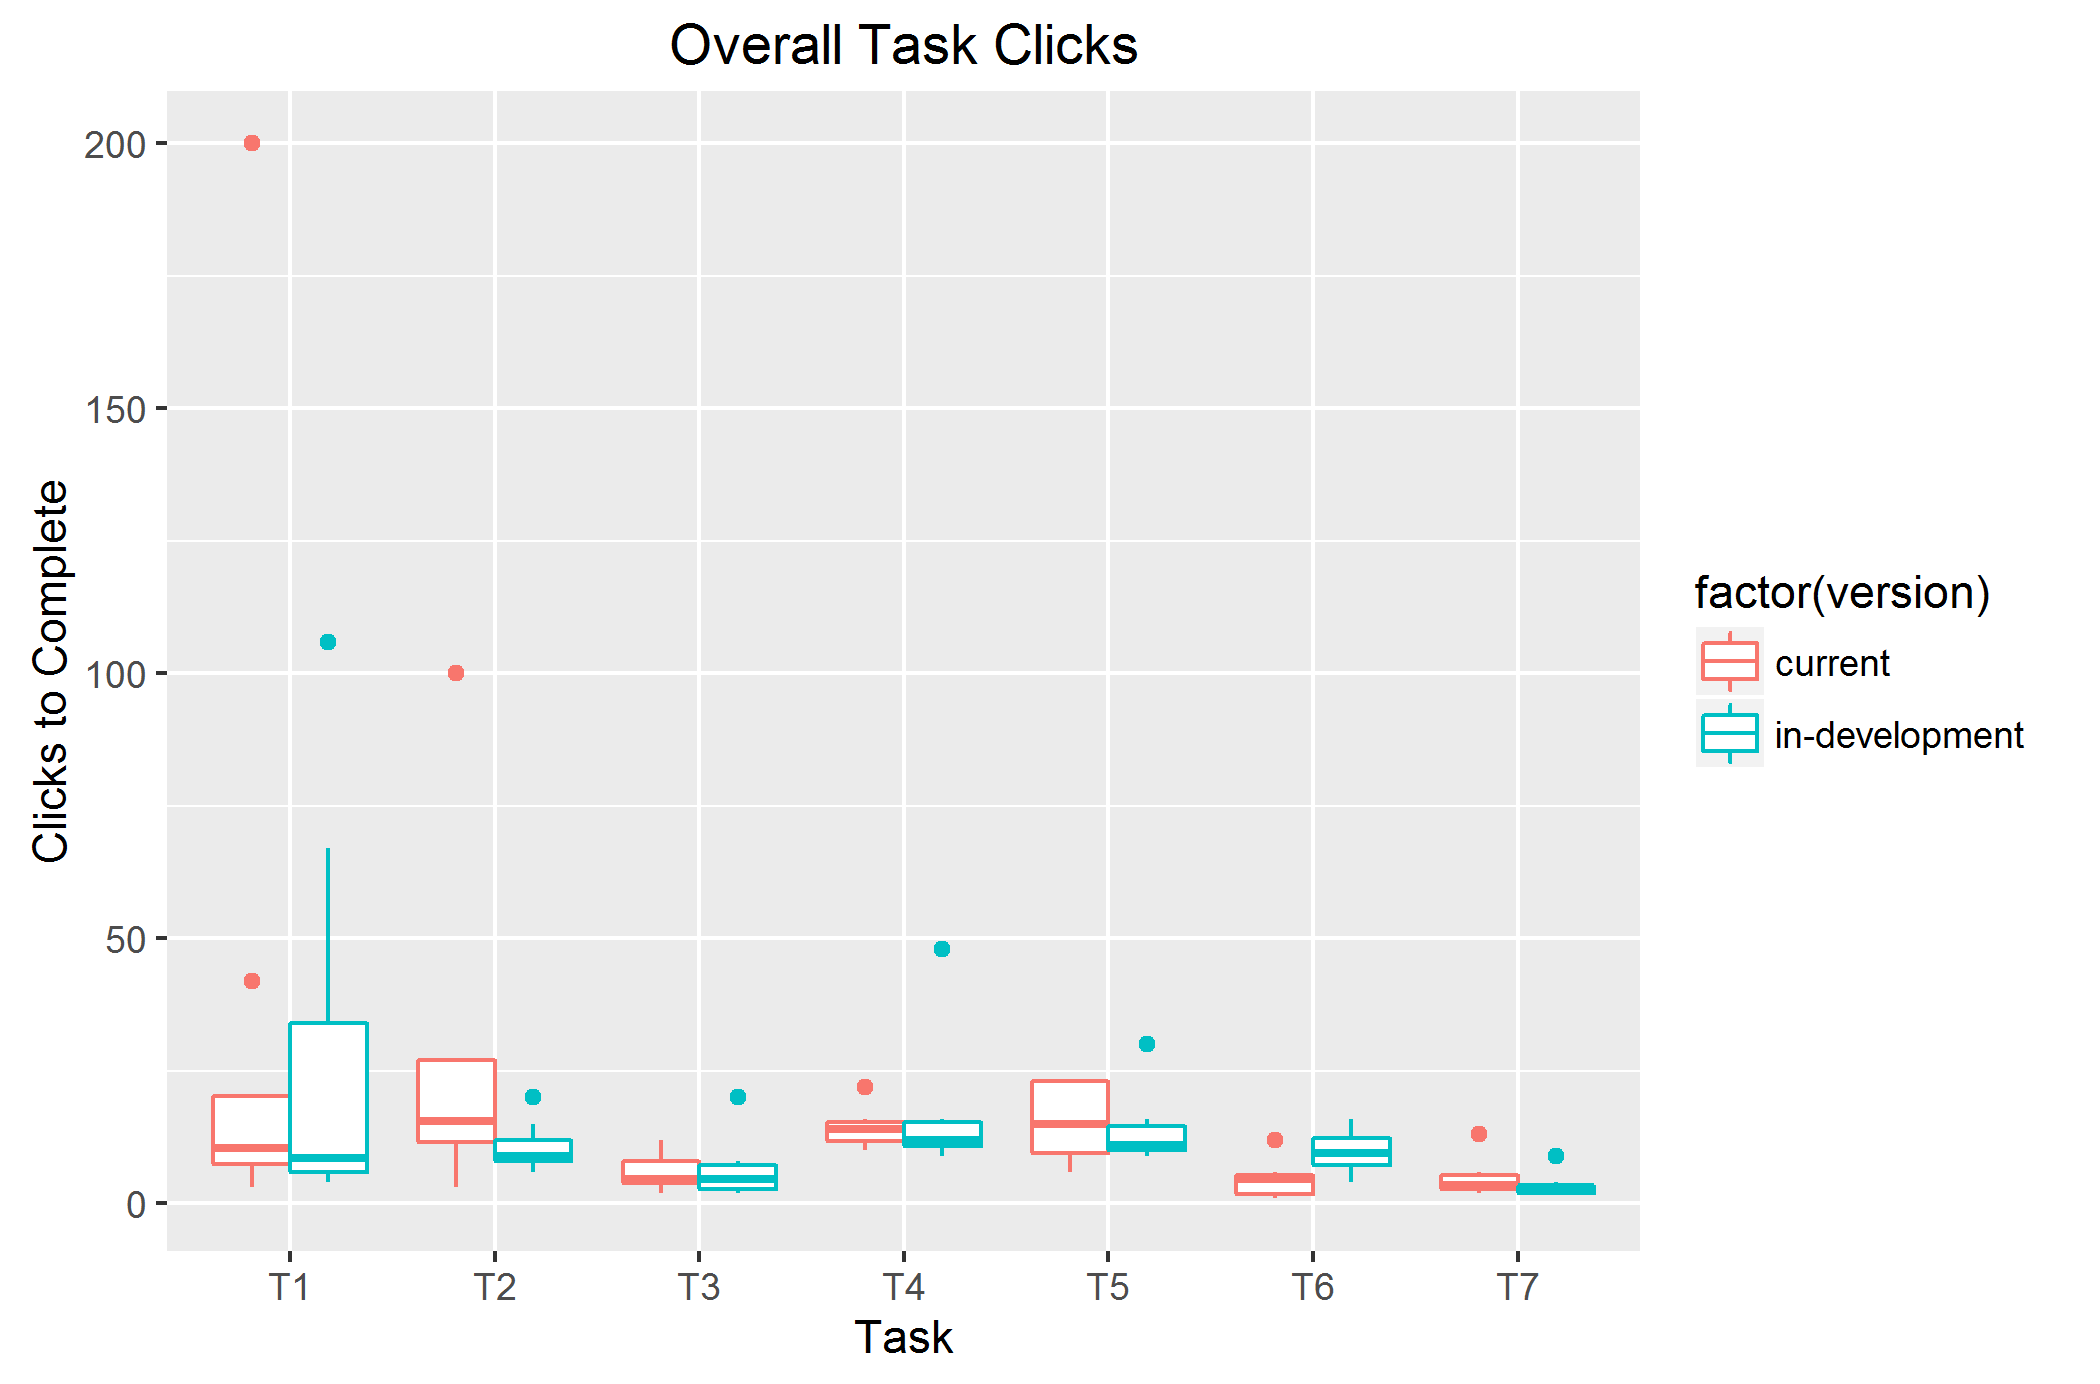 Overall Task Clicks
200
150
100
50
0
Clicks to Complete
T1 T2 T3 T4 T5 T6 T7
Task
factor(version)
current
in-development